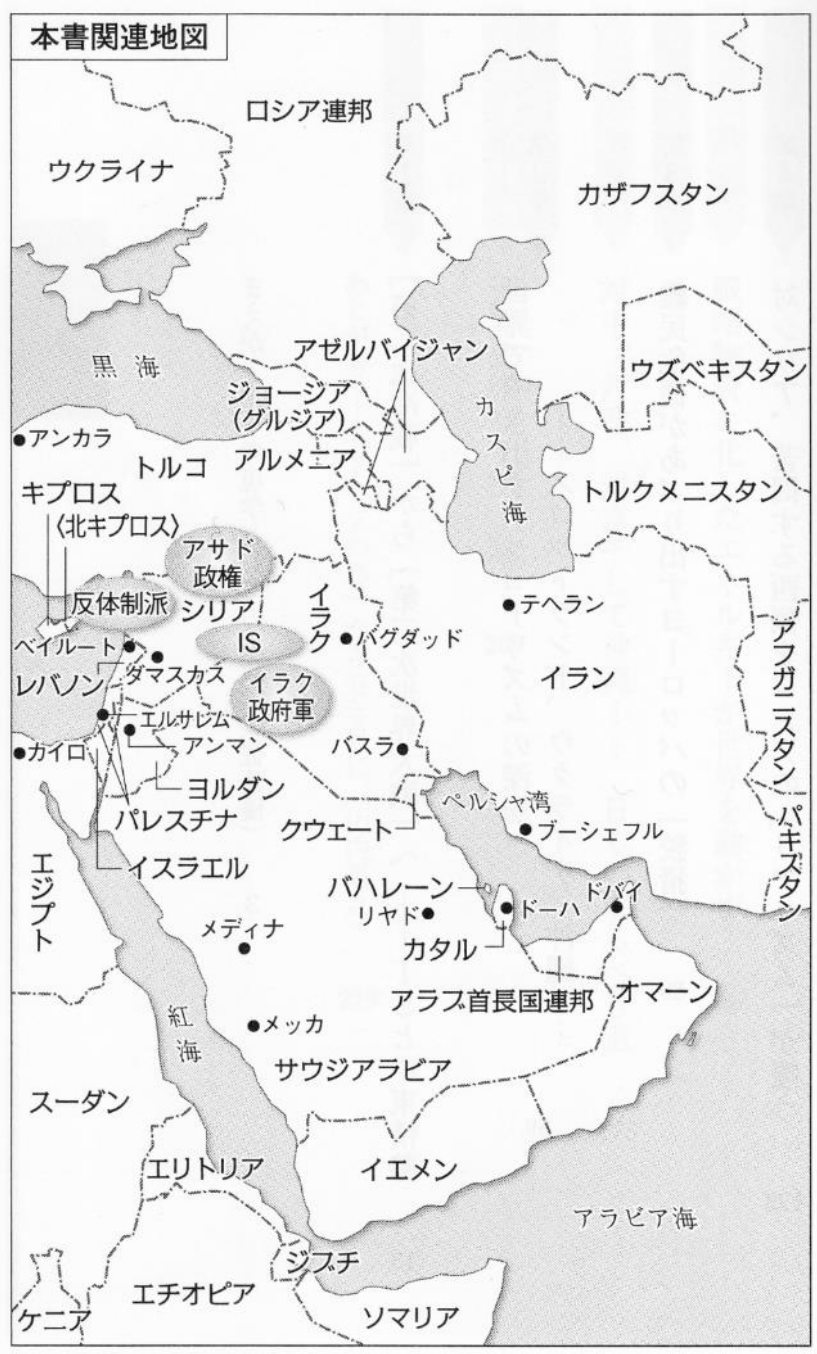 本書関連地図
ロシア連邦
ウクライナ
カザフスタン
黒海
アゼルバイジャン
ウズベキスタン
ジョージア
(グルジア)
カスピ海
アンカラ
トルコ
アルメニア
トルクメニスタン
キプロス
〈北キプロス〉
アサド
政権
反体制派
シリア
イラク
テヘラン
IS
バグダッド
ベイルート
ダマスカス
レバノン
イラク
政府軍
イラン
アフガニスタン
エルサレム
カイロ
アンマン
バスラ
ヨルダン
ペルシャ湾
パレスチナ
クウェート
ブーシェフル
パキスタン
イスラエル
エジプト
バハレーン
リヤド
ドーハ
ドバイ
メディナ
カタル
アラブ首長国連邦
オマーン
紅海
メッカ
サウジアラビア
スーダン
エリトリア
イエメン
アラビア海
ジブチ
エチオピア
ケニア
ソマリア